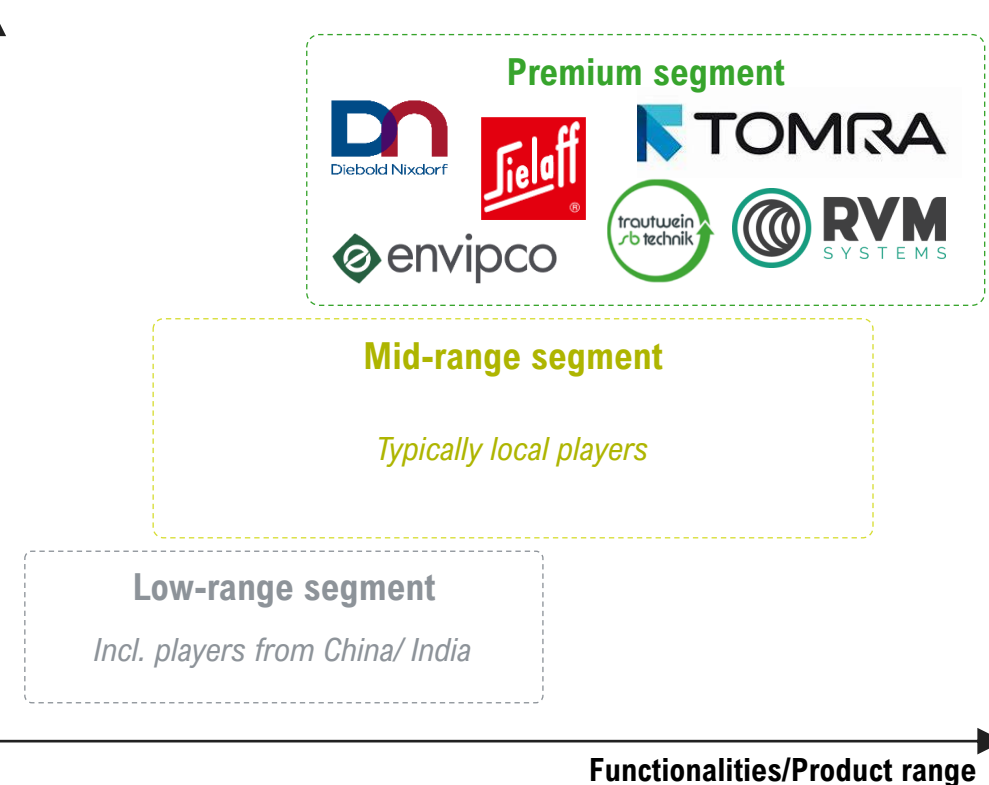 Premium segment
DN
Diebold Nixdorf
Sielaff
®
TOMRA
envipco
trautwein
sb technik
RVM
SYSTEMS
Mid-range segment
Typically local players
Low-range segment
Incl. players from China/ India
Functionalities/Product range